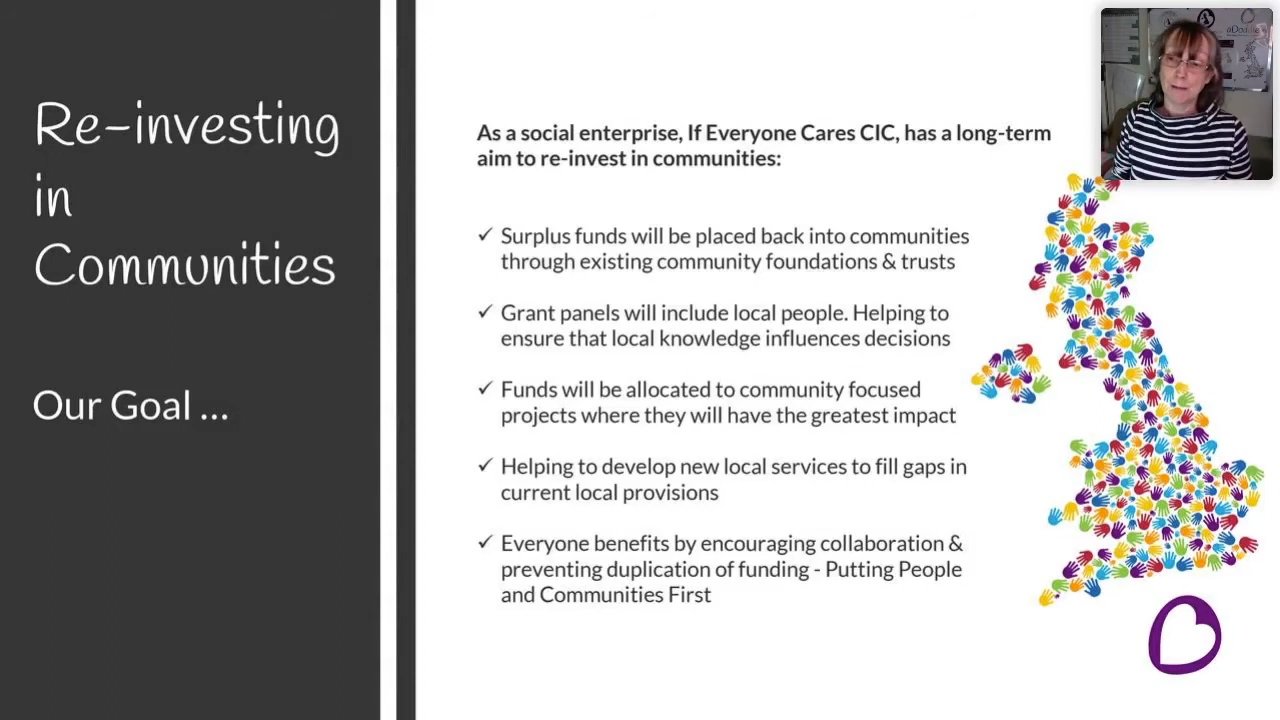 Re-investing
in
Communities
Our Goal ...
As a social enterprise, If Everyone Cares CIC, has a long-term
aim to re-invest in communities:
✓ Surplus funds will be placed back into communities
through existing community foundations & trusts
✓ Grant panels will include local people. Helping to
ensure that local knowledge influences decisions
✓ Funds will be allocated to community focused
projects where they will have the greatest impact
✓ Helping to develop new local services to fill gaps in
current local provisions
✓ Everyone benefits by encouraging collaboration &
preventing duplication of funding - Putting People
and Communities First